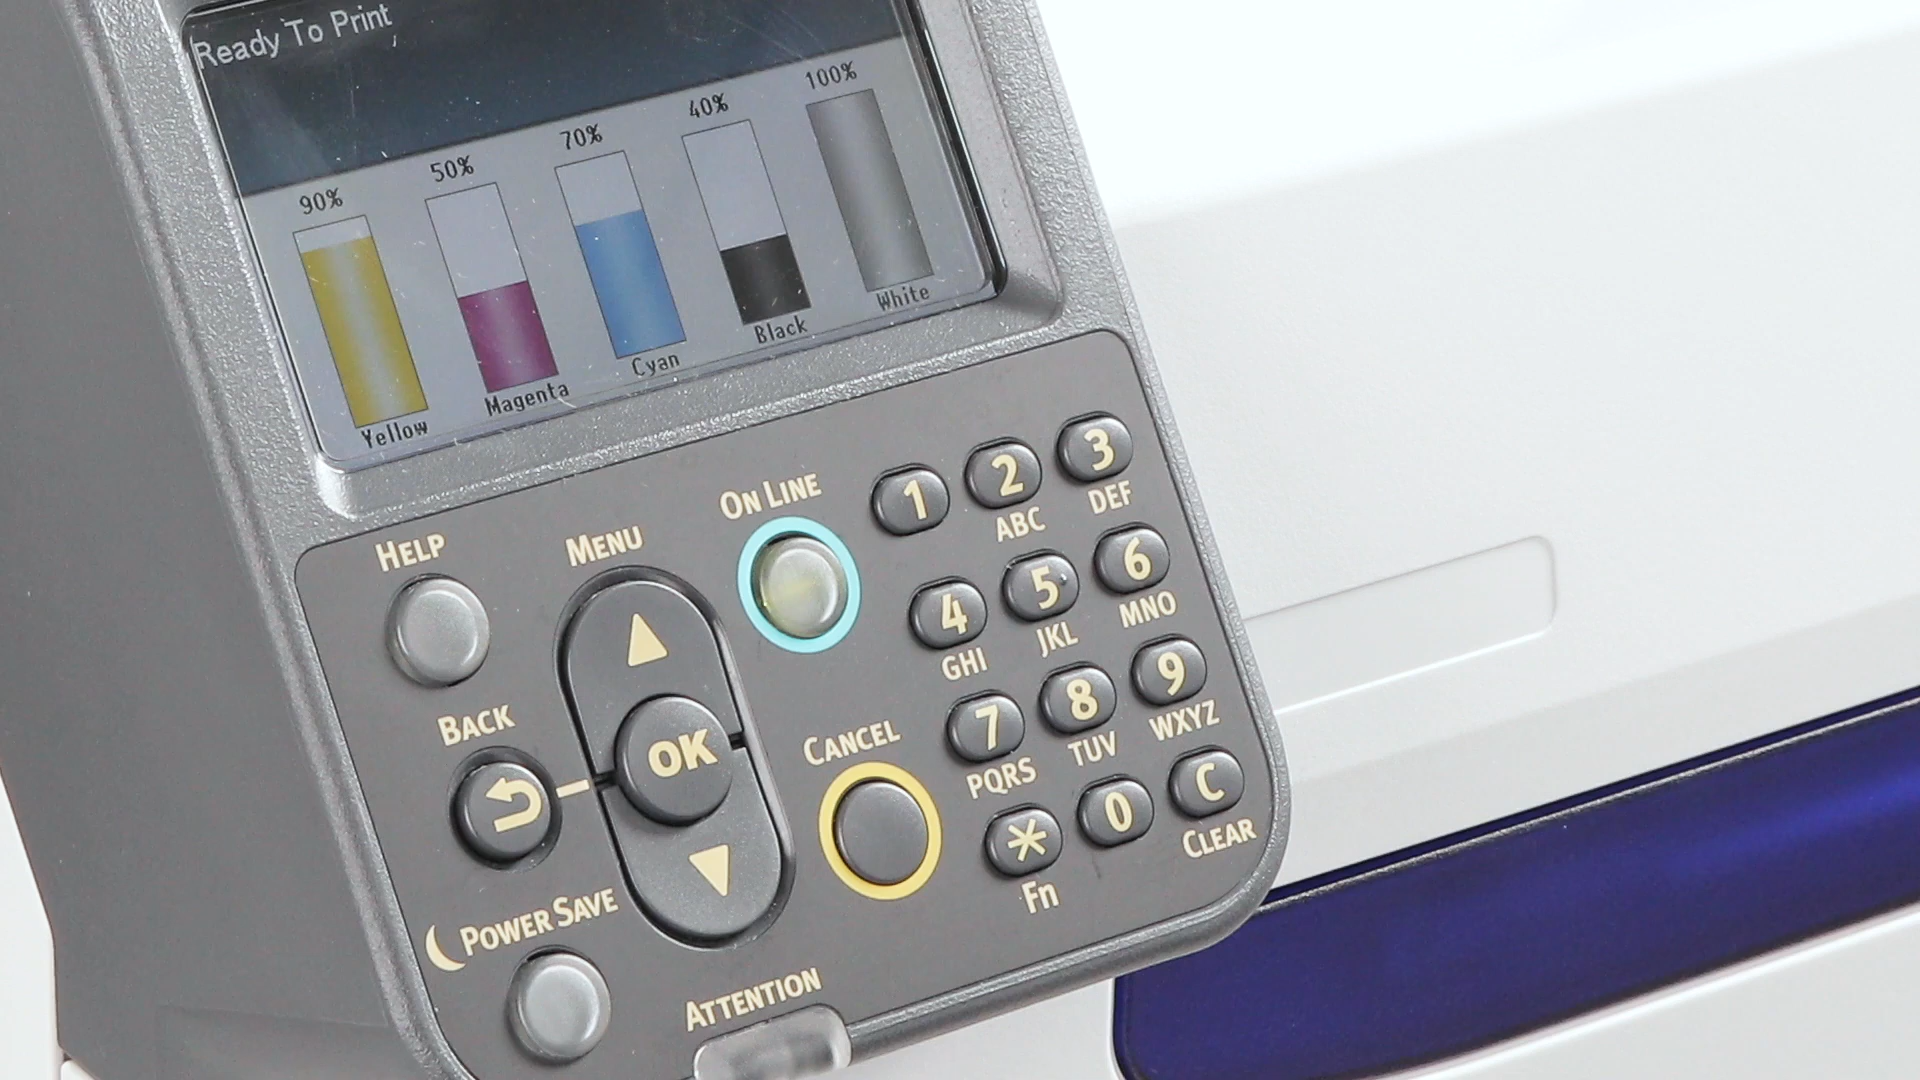 Ready To Print
90% 50% 70% 40% 100%
Yellow Magenta Cyan Black White
HELP
MENU
ON LINE
1
2
ABC
3
DEF
4
GHI
5
JKL
6
MNO
BACK
OK
CANCEL
7
PQRS
8
TUV
9
WXYZ
*
Fn
0
C
CLEAR
POWER SAVE
ATTENTION